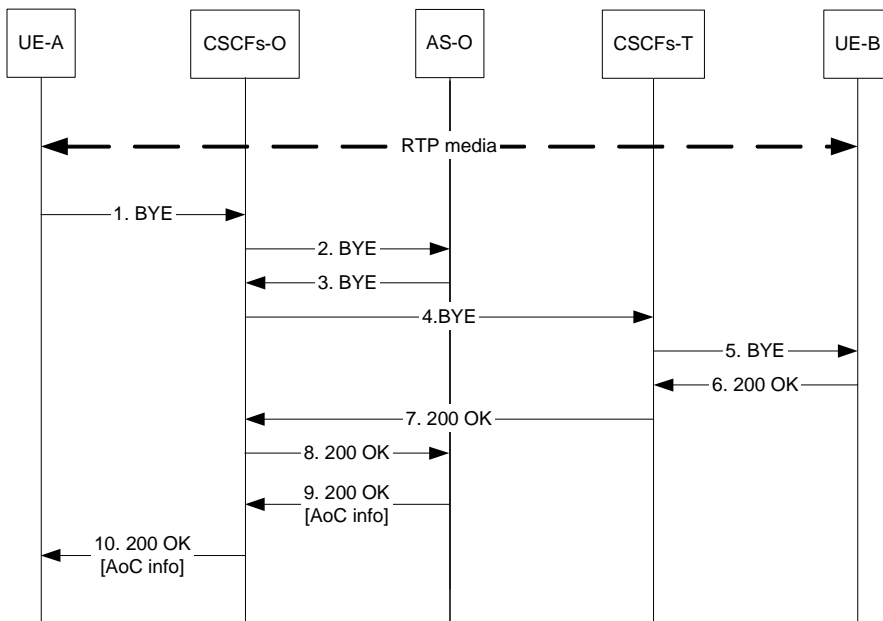 UE-A
CSCFs-O
AS-O
CSCFs-T
UE-B
RTP media
1. BYE
2. BYE
3. BYE
4.BYE
5. BYE
6. 200 OK
7. 200 OK
8. 200 OK
9. 200 OK
[AoC info]
10. 200 OK
[AoC info]